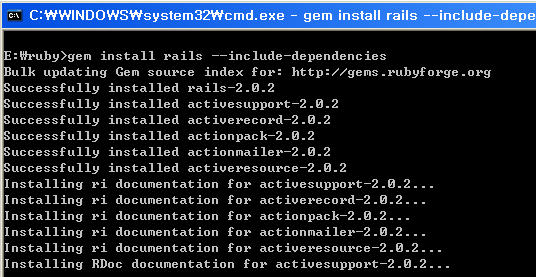 C:\ C:₩WINDOWS₩system32₩cmd.exe - gem install rails --include-depe
E:₩ruby>gem install rails --include-dependencies
Bulk updating Gem source index for: http://gems.rubyforge.org
Successfully installed rails-2.0.2
Successfully installed activesupport-2.0.2
Successfully installed activerecord-2.0.2
Successfully installed actionpack-2.0.2
Successfully installed actionmailer-2.0.2
Successfully installed activeresource-2.0.2
Installing ri documentation for activesupport-2.0.2...
Installing ri documentation for activerecord-2.0.2...
Installing ri documentation for actionpack-2.0.2...
Installing ri documentation for actionmailer-2.0.2...
Installing ri documentation for activeresource-2.0.2...
Installing RDoc documentation for activesupport-2.0.2...